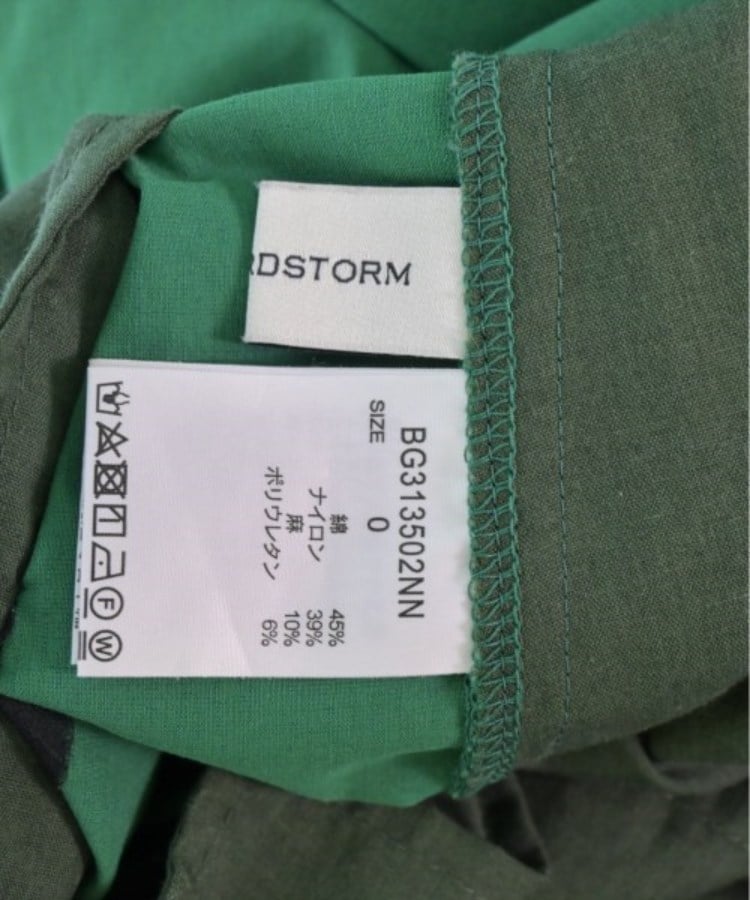 RDSTORM
BG313502NN
SIZE 0
綿 45%
ナイロン 39%
麻 10%
ポリウレタン 6%
F
W